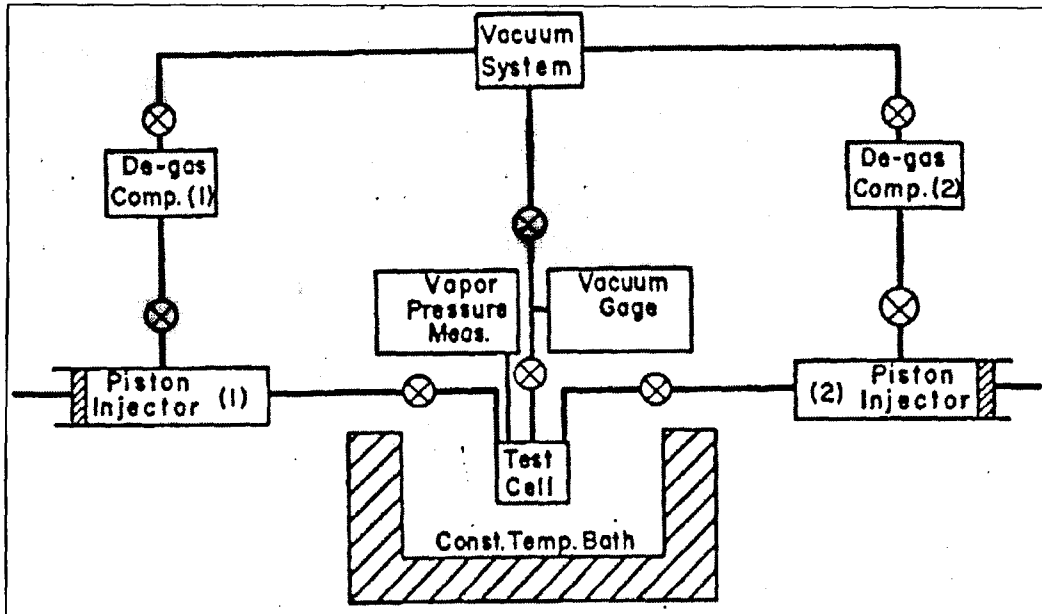 Vacuum
System
De-gas
Comp. (1)
De-gas
Comp. (2)
Vapor
Pressure
Meas.
Vacuum
Gage
Piston
Injector (1)
(2) Piston
Injector
Test
Cell
Const. Temp. Bath